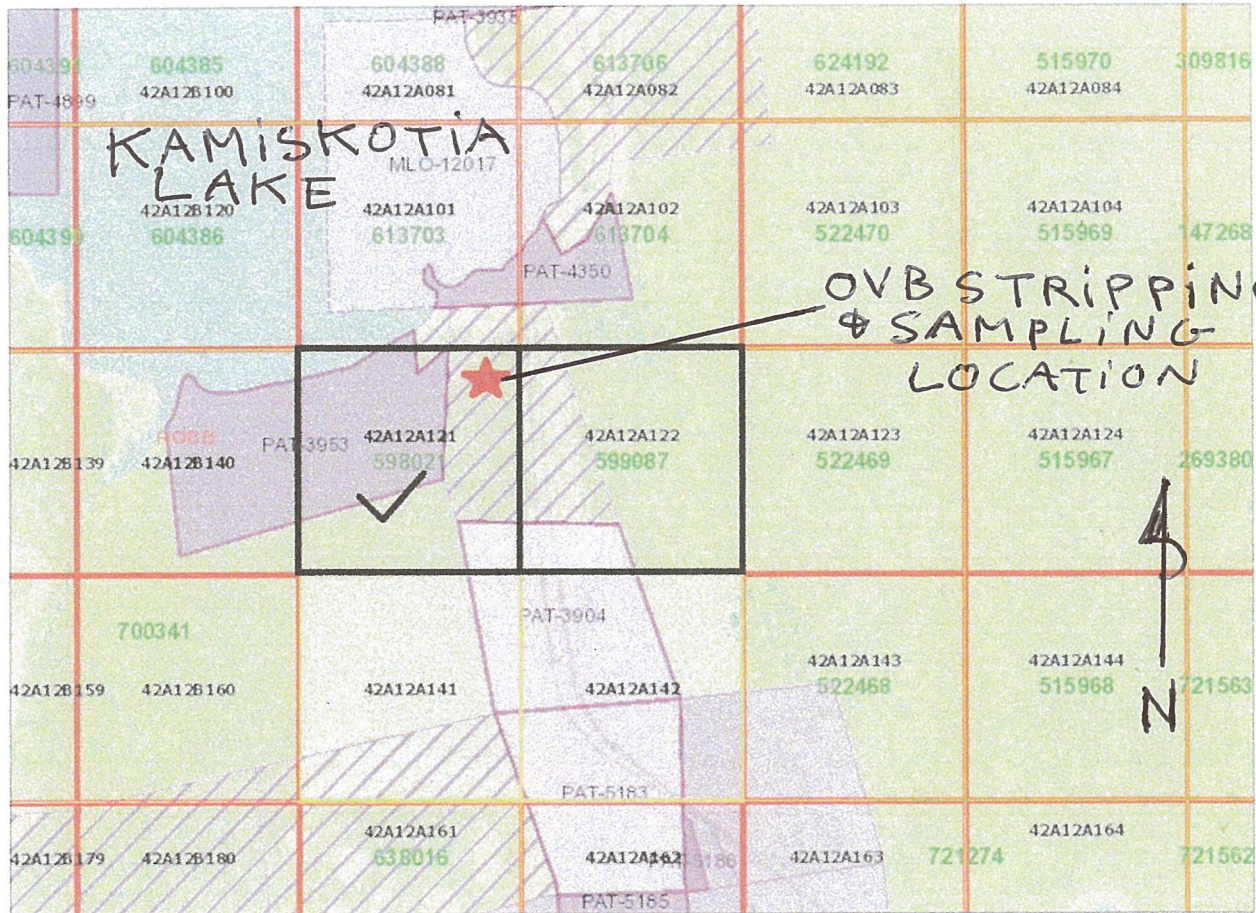 PAT-3935
604391 604385 604388 613706 624192 515970 309816
PAT-4899 42A12B100 42A12A081 42A12A082 42A12A083 42A12A084
KAMISKOTIA
MLO-12017
LAKE
42A12B120 42A12A101 42A12A102 42A12A103 42A12A104
604390 604386 613703 613704 522470 515969 147268
PAT-4350
OVB STRIPPING
& SAMPLING
LOCATION
ROBB PAT-3953 42A12A121 42A12A122 42A12A123 42A12A124
42A12B139 42A12B140 598021 599087 522469 515967 269380
PAT-3904
700341
42A12A143 42A12A144
42A12B159 42A12B160 42A12A141 42A12A142 522468 515968 721563
N
PAT-5183
42A12A161 42A12A164
42A12B179 42A12B180 638016 42A12A162 42A12A163 721274 721562
PAT-5185